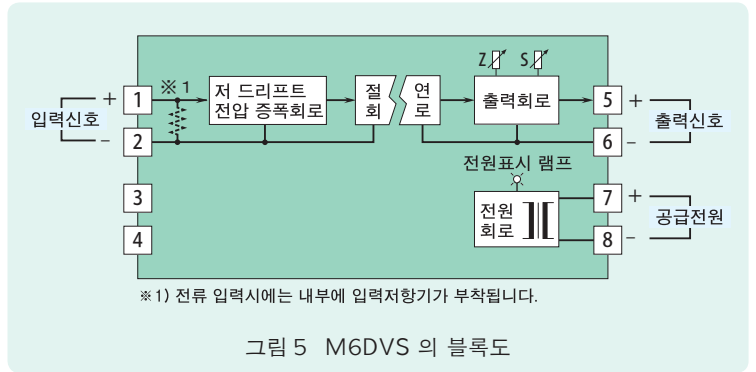 ※ 1
Z
S
저 드리프트
전압 증폭회로
절 연
회 로
출력회로
입력신호
+
1
−
2
3
4
5
+
6
−
출력신호
전원표시 램프
전원
회로
7
+
8
−
공급전원
※1) 전류 입력시에는 내부에 입력저항기가 부착됩니다.
그림 5 M6DVS 의 블록도